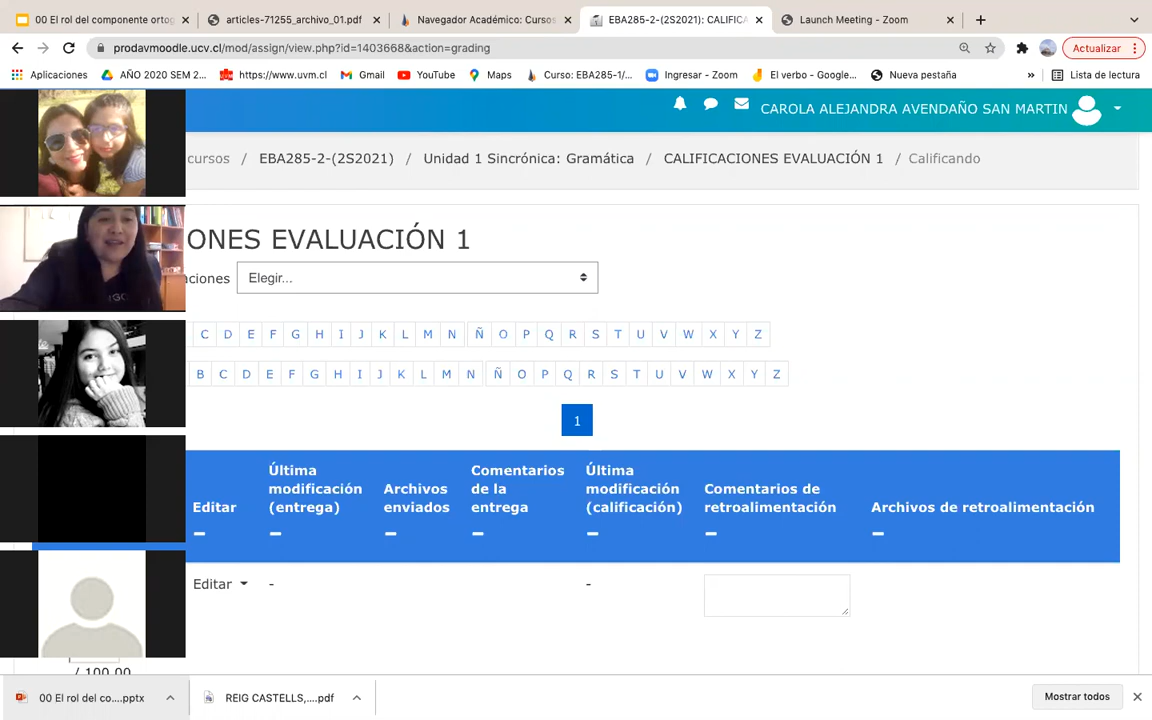 00 El rol del componente ortog
articles-71255_archivo_01.pdf
Navegador Académico: Cursos
EBA285-2-(2S2021): CALIFICA
Launch Meeting - Zoom
prodavmoodle.ucv.cl/mod/assign/view.php?id=1403668&action=grading
Actualizar
Aplicaciones
AÑO 2020 SEM 2...
https://www.uvm.cl
Gmail
YouTube
Maps
Curso: EBA285-1/...
Ingresar - Zoom
El verbo - Google...
Nueva pestaña
»
Lista de lectura
CAROLA ALEJANDRA AVENDAÑO SAN MARTIN
cursos / EBA285-2-(2S2021) / Unidad 1 Sincrónica: Gramática / CALIFICACIONES EVALUACIÓN 1 / Calificando
ONES EVALUACIÓN 1
aciones
Elegir...
C D E F G H I J K L M N Ñ O P Q R S T U V W X Y Z
B C D E F G H I J K L M N Ñ O P Q R S T U V W X Y Z
1
Editar
Última
modificación
(entrega)
Archivos
enviados
Comentarios
de la
entrega
Última
modificación
(calificación)
Comentarios de
retroalimentación
Archivos de retroalimentación
Editar
-
-
/ 100,00
00 El rol del co....pptx
REIG CASTELLS,....pdf
Mostrar todos